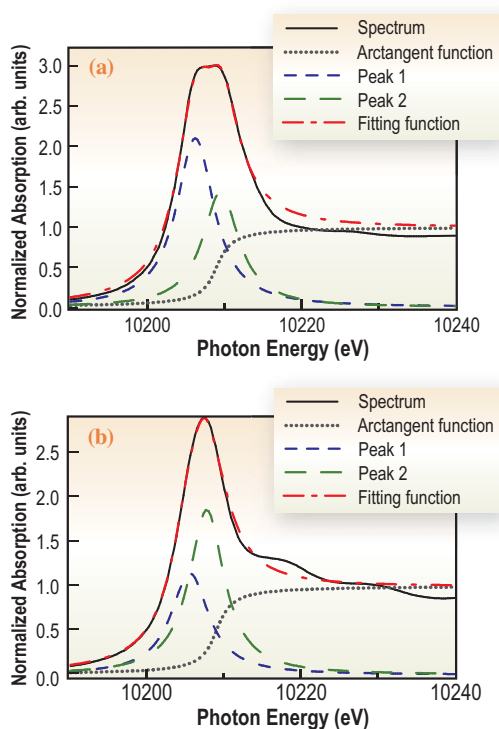 (a)
Spectrum
Arctangent function
Peak 1
Peak 2
Fitting function
Normalized Absorption (arb. units)
3.0
2.5
2.0
1.5
1.0
0.5
0.0
10200 10220 10240
Photon Energy (eV)
(b)
Spectrum
Arctangent function
Peak 1
Peak 2
Fitting function
Normalized Absorption (arb. units)
2.5
2.0
1.5
1.0
0.5
0.0
10200 10220 10240
Photon Energy (eV)